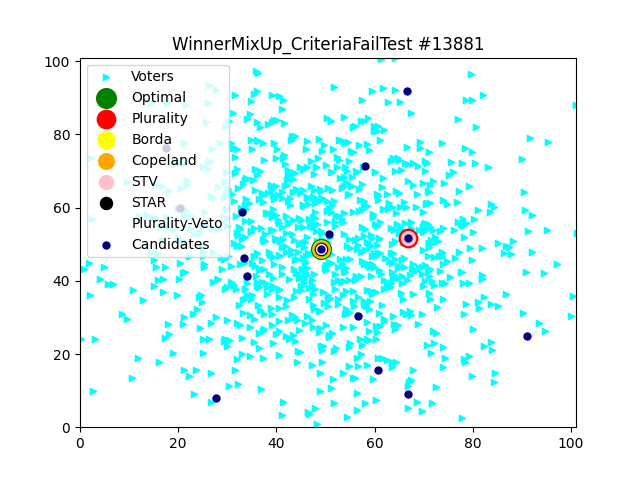 WinnerMixUp_CriteriaFailTest #13881
100
80
60
40
20
0
0
20
40
60
80
100
Voters
Optimal
Plurality
Borda
Copeland
STV
STAR
Plurality-Veto
Candidates